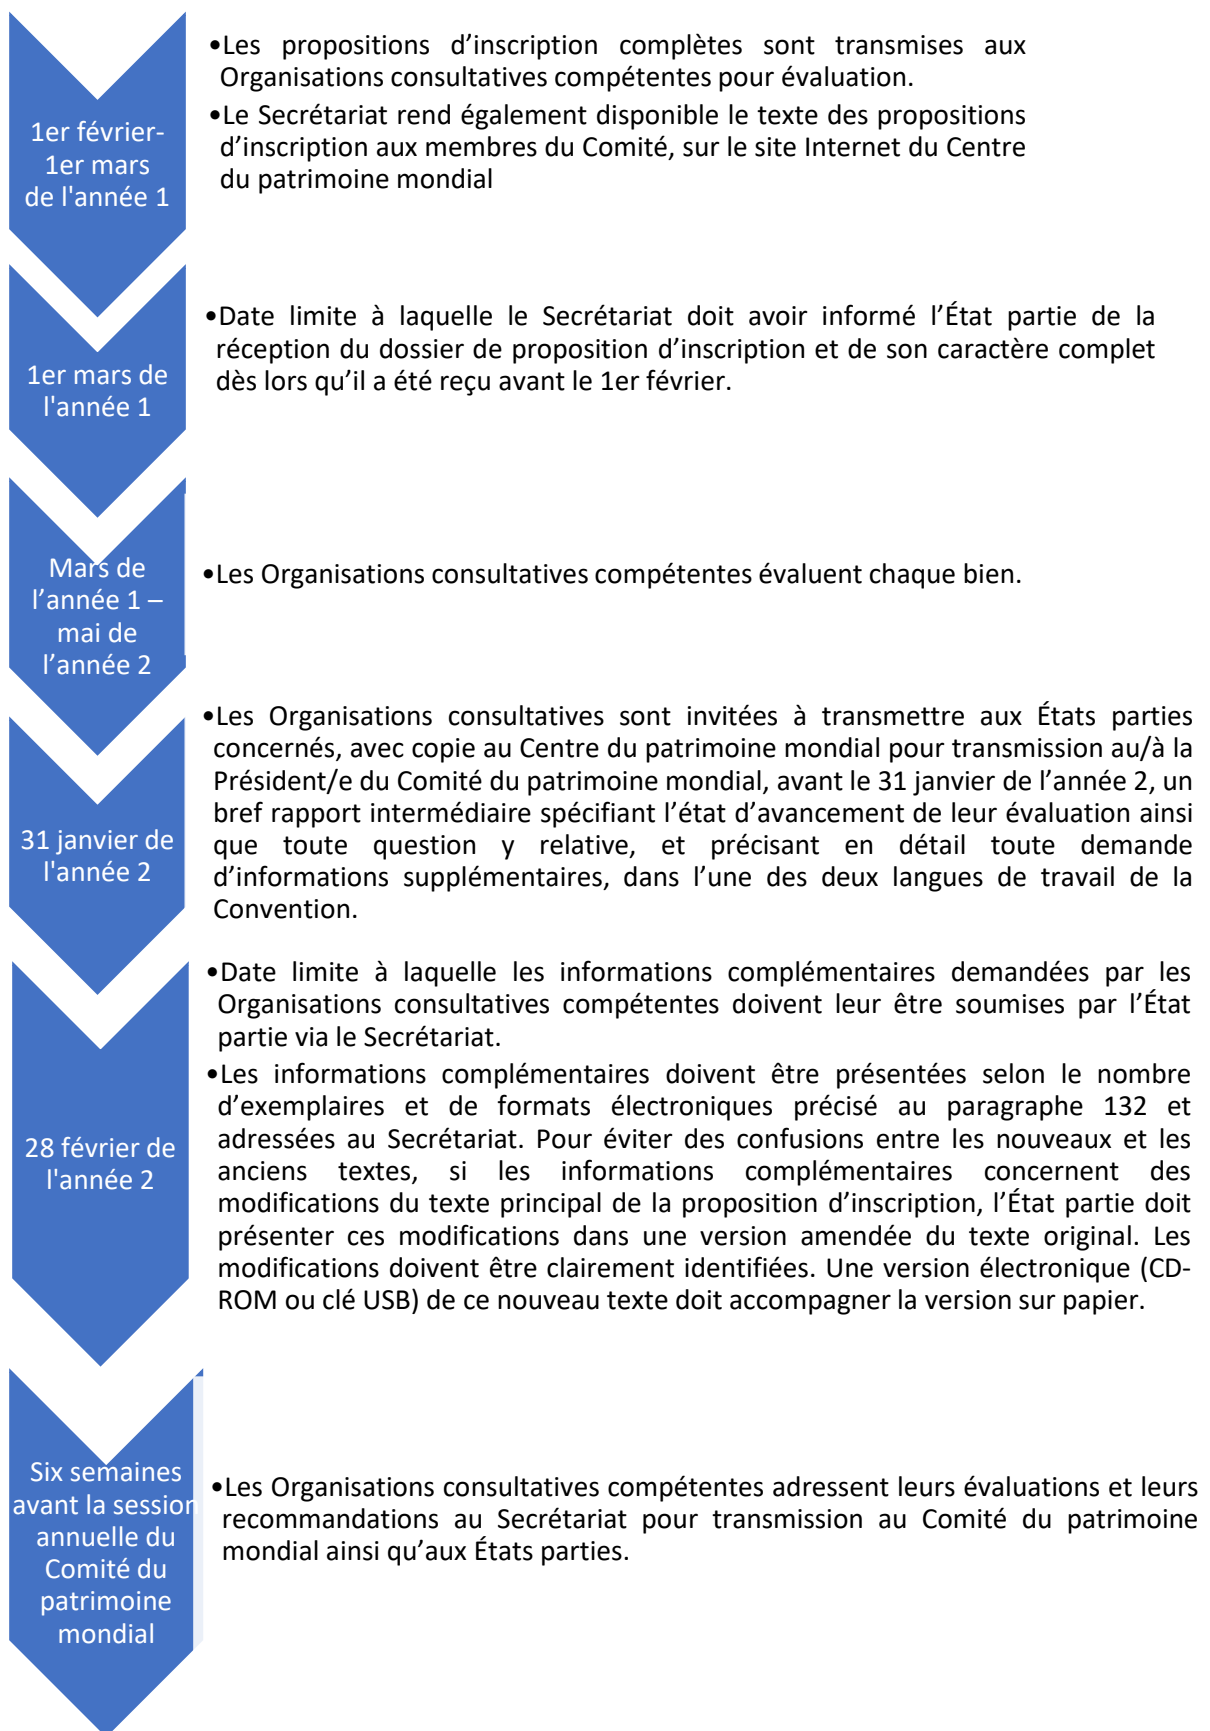 1er février-
1er mars
de l'année 1
•Les propositions d’inscription complètes sont transmises aux
Organisations consultatives compétentes pour évaluation.
•Le Secrétariat rend également disponible le texte des propositions
d’inscription aux membres du Comité, sur le site Internet du Centre
du patrimoine mondial
1er mars de
l'année 1
•Date limite à laquelle le Secrétariat doit avoir informé l’État partie de la
réception du dossier de proposition d’inscription et de son caractère complet
dès lors qu’il a été reçu avant le 1er février.
Mars de
l’année 1 –
mai de
l’année 2
•Les Organisations consultatives compétentes évaluent chaque bien.
31 janvier de
l'année 2
•Les Organisations consultatives sont invitées à transmettre aux États parties
concernés, avec copie au Centre du patrimoine mondial pour transmission au/à la
Président/e du Comité du patrimoine mondial, avant le 31 janvier de l’année 2, un
bref rapport intermédiaire spécifiant l’état d’avancement de leur évaluation ainsi
que toute question y relative, et précisant en détail toute demande
d’informations supplémentaires, dans l’une des deux langues de travail de la
Convention.
28 février de
l'année 2
•Date limite à laquelle les informations complémentaires demandées par les
Organisations consultatives compétentes doivent leur être soumises par l’État
partie via le Secrétariat.
•Les informations complémentaires doivent être présentées selon le nombre
d’exemplaires et de formats électroniques précisé au paragraphe 132 et
adressées au Secrétariat. Pour éviter des confusions entre les nouveaux et les
anciens textes, si les informations complémentaires concernent des
modifications du texte principal de la proposition d’inscription, l’État partie doit
présenter ces modifications dans une version amendée du texte original. Les
modifications doivent être clairement identifiées. Une version électronique (CD-
ROM ou clé USB) de ce nouveau texte doit accompagner la version sur papier.
Six semaines
avant la session
annuelle du
Comité du
patrimoine
mondial
•Les Organisations consultatives compétentes adressent leurs évaluations et leurs
recommandations au Secrétariat pour transmission au Comité du patrimoine
mondial ainsi qu’aux États parties.